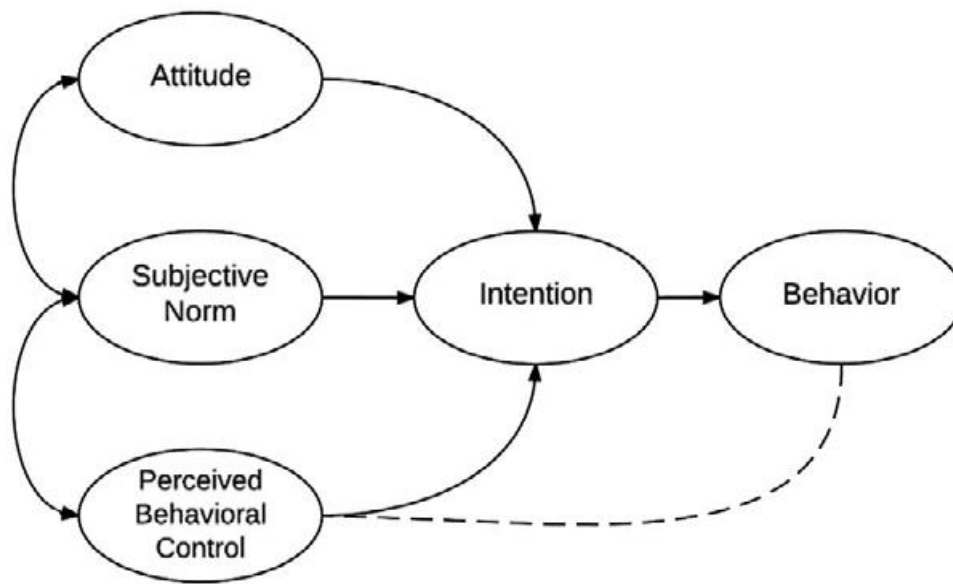 Attitude
Subjective
Norm
Intention
Behavior
Perceived
Behavioral
Control